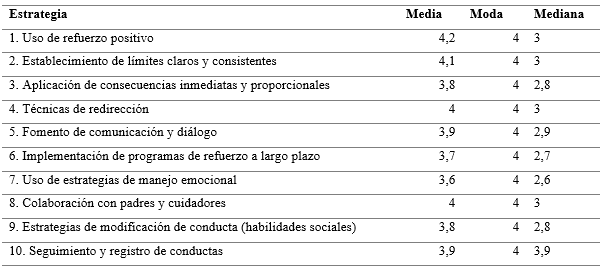 Estrategia Media Moda Mediana
1. Uso de refuerzo positivo 4,2 4 3
2. Establecimiento de límites claros y consistentes 4,1 4 3
3. Aplicación de consecuencias inmediatas y proporcionales 3,8 4 2,8
4. Técnicas de redirección 4 4 3
5. Fomento de comunicación y diálogo 3,9 4 2,9
6. Implementación de programas de refuerzo a largo plazo 3,7 4 2,7
7. Uso de estrategias de manejo emocional 3,6 4 2,6
8. Colaboración con padres y cuidadores 4 4 3
9. Estrategias de modificación de conducta (habilidades sociales) 3,8 4 2,8
10. Seguimiento y registro de conductas 3,9 4 3,9